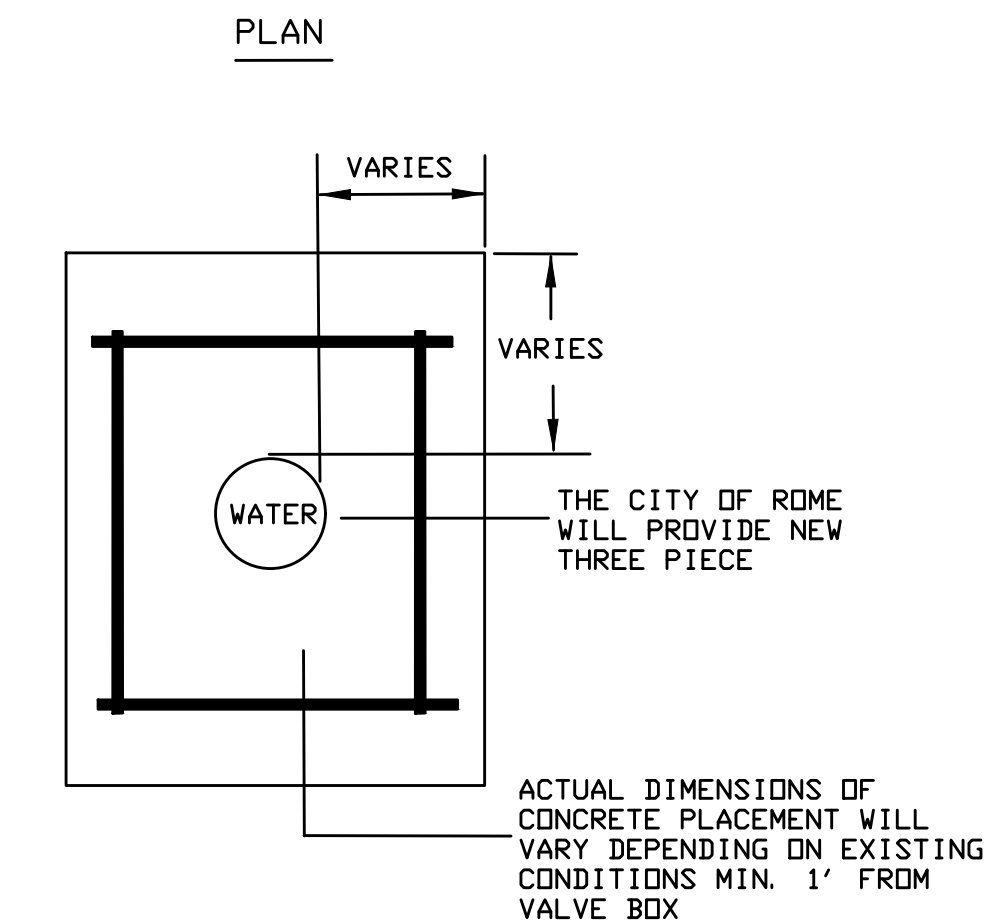 PLAN
VARIES
VARIES
WATER
THE CITY OF ROME
WILL PROVIDE NEW
THREE PIECE
ACTUAL DIMENSIONS OF
CONCRETE PLACEMENT WILL
VARY DEPENDING ON EXISTING
CONDITIONS MIN. 1' FROM
VALVE BOX